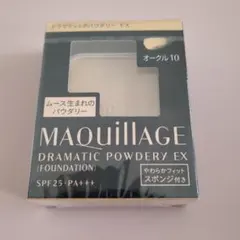 ドラマティックパウダリー EX
オークル10
ムース生まれの
パウダリー
MAQuillAGE
DRAMATIC POWDERY EX
(FOUNDATION)
SPF25・PA+++
やわらかフィット
スポンジ付き